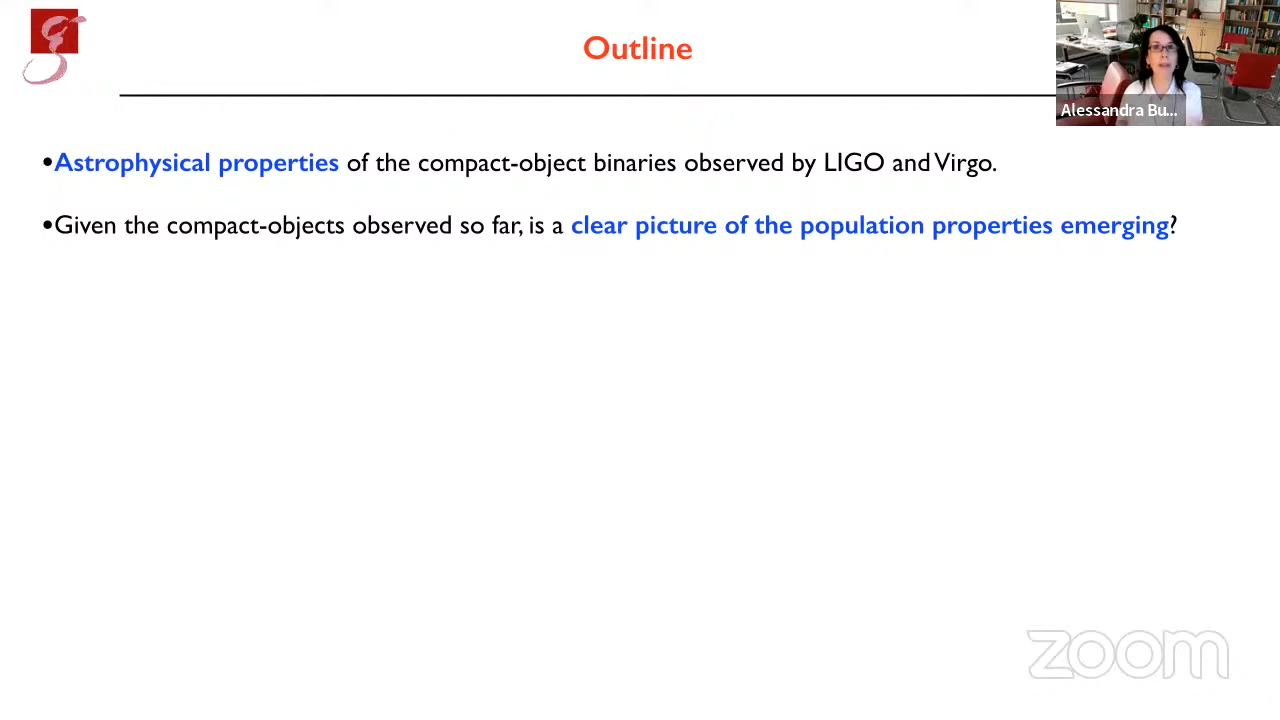 Outline
Alessandra Bu...
•Astrophysical properties of the compact-object binaries observed by LIGO and Virgo.
•Given the compact-objects observed so far, is a clear picture of the population properties emerging?
zoom